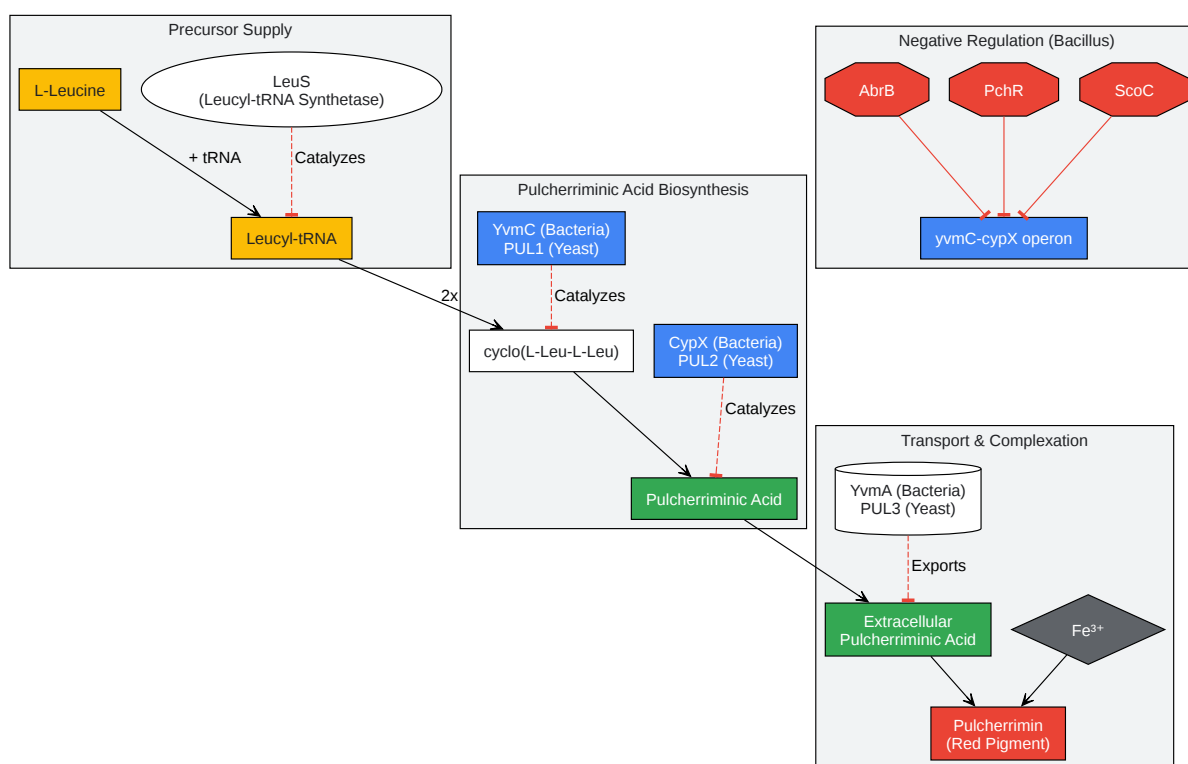 Precursor Supply
L-Leucine
LeuS
(Leucyl-tRNA Synthetase)
+ tRNA
Catalyzes
Leucyl-tRNA
2x
Pulcherriminic Acid Biosynthesis
YvmC (Bacteria)
PUL1 (Yeast)
Catalyzes
cyclo(L-Leu-L-Leu)
CypX (Bacteria)
PUL2 (Yeast)
Catalyzes
Pulcherriminic Acid
Negative Regulation (Bacillus)
AbrB
PchR
ScoC
yvmC-cypX operon
Transport & Complexation
YvmA (Bacteria)
PUL3 (Yeast)
Exports
Extracellular
Pulcherriminic Acid
Fe³⁺
Pulcherrimin
(Red Pigment)